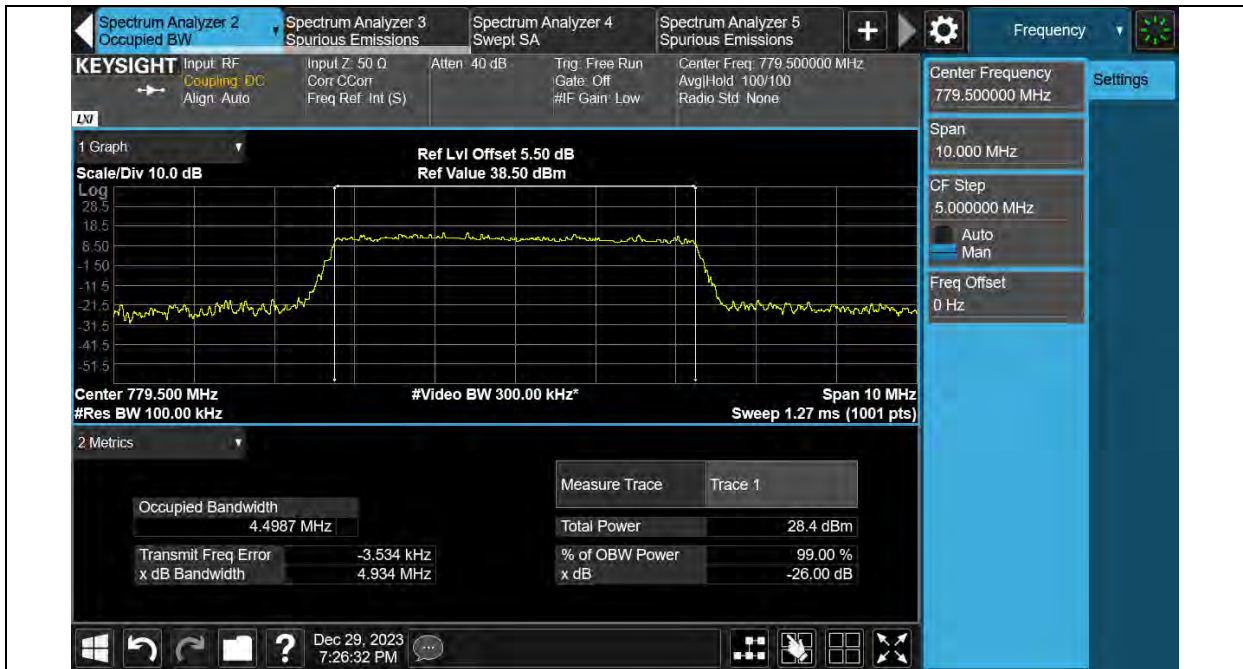 Spectrum Analyzer 2
Occupied BW
Spectrum Analyzer 3
Spurious Emissions
Spectrum Analyzer 4
Swept SA
Spectrum Analyzer 5
Spurious Emissions
+
Frequency
KEYSIGHT
Input: RF
Coupling: DC
Align: Auto
Input Z: 50 Ω
Corr CCorr
Freq Ref: Int (S)
Atten: 40 dB
Trig: Free Run
Gate: Off
#IF Gain: Low
Center Freq: 779.500000 MHz
Avg|Hold: 100/100
Radio Std: None
LXI
Center Frequency
779.500000 MHz
Settings
Span
10.000 MHz
CF Step
5.000000 MHz
Auto
Man
Freq Offset
0 Hz
1 Graph
Scale/Div 10.0 dB
Ref Lvl Offset 5.50 dB
Ref Value 38.50 dBm
Log
28.5
18.5
8.50
-1.50
-11.5
-21.5
-31.5
-41.5
-51.5
Center 779.500 MHz
#Video BW 300.00 kHz*
Span 10 MHz
#Res BW 100.00 kHz
Sweep 1.27 ms (1001 pts)
2 Metrics
Measure Trace Trace 1
Occupied Bandwidth
4.4987 MHz
Total Power 28.4 dBm
Transmit Freq Error -3.534 kHz
% of OBW Power 99.00 %
x dB Bandwidth 4.934 MHz
x dB -26.00 dB
?
Dec 29, 2023
7:26:32 PM